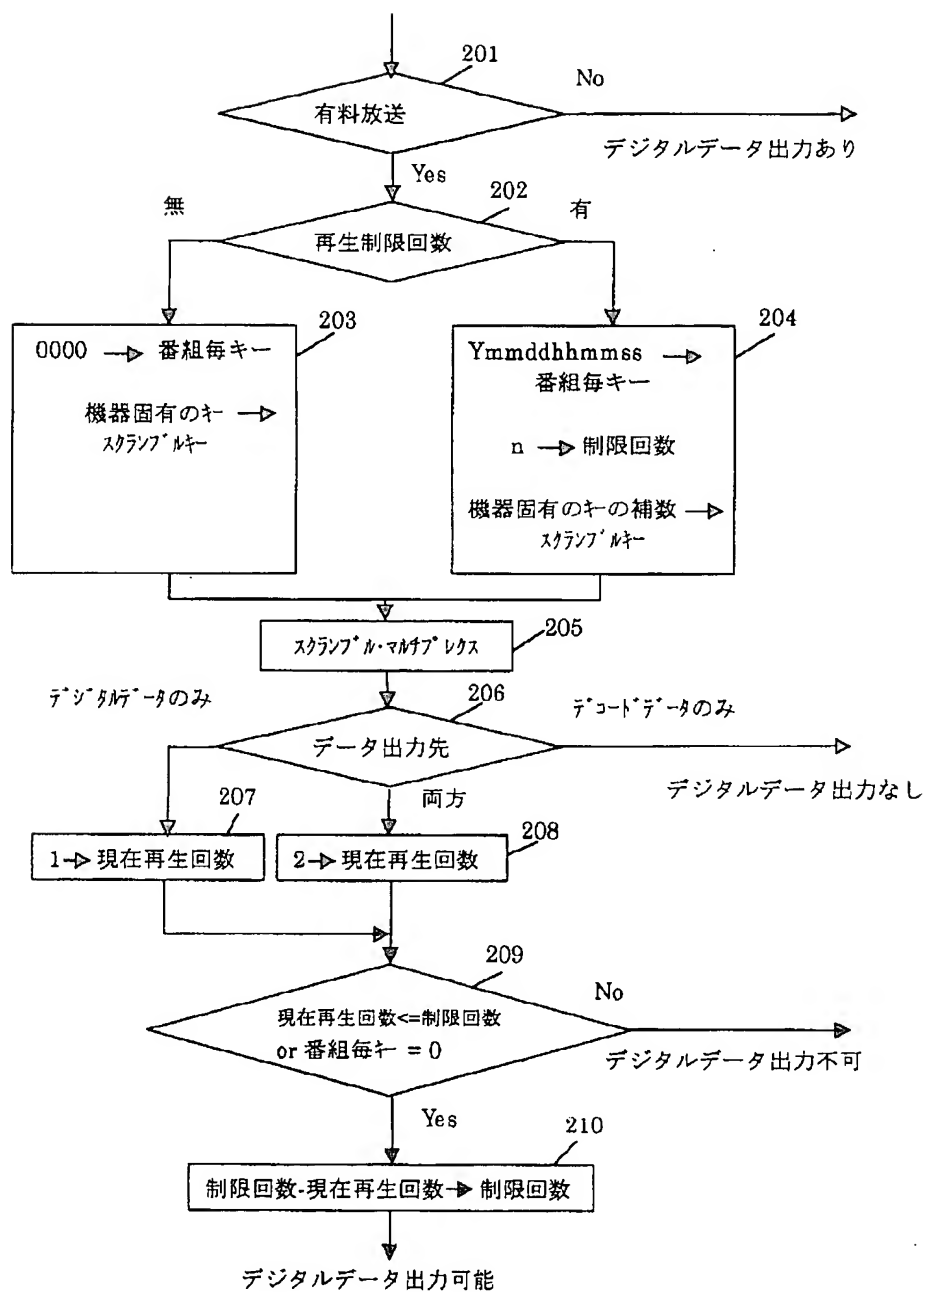 201
No
有料放送
デジタルデータ出力あり
Yes
202
無
有
再生制限回数
203
0000 → 番組毎キー
機器固有のキー →
スクランブルキー
204
Ymmddhhmmss →
番組毎キー
n → 制限回数
機器固有のキの補数 →
スクランブルキー
205
スクランブル・マルチプレクス
206
デジタルデータのみ
デコードデータのみ
データ出力先
デジタルデータ出力なし
両方
207
1→現在再生回数
208
2→現在再生回数
209
No
現在再生回数<=制限回数
or 番組毎キー = 0
デジタルデータ出力不可
Yes
210
制限回数-現在再生回数→ 制限回数
デジタルデータ出力可能